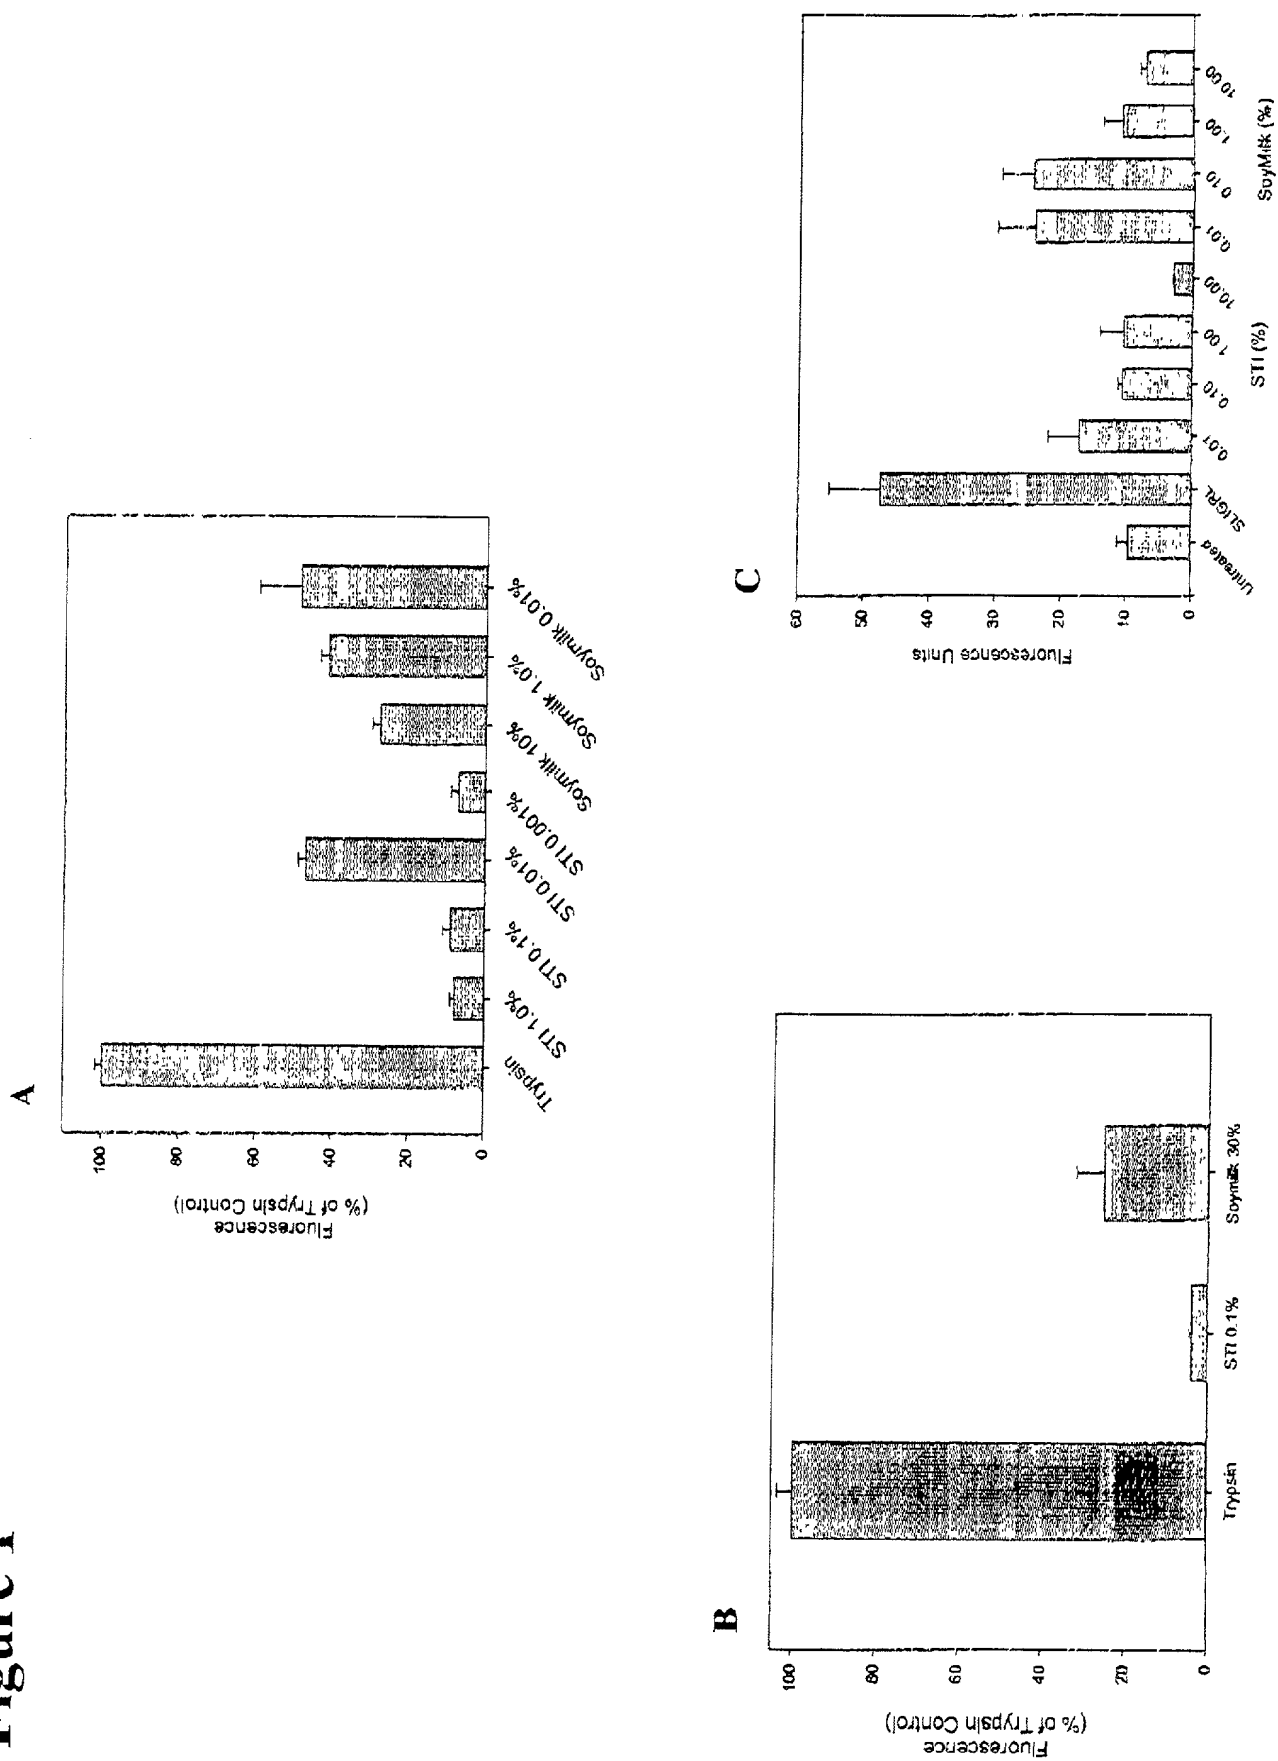 Figure 1
A
Fluorescence
(% of Trypsin Control)
100
80
60
40
20
0
Trypsin
STI 1.0%
STI 0.1%
STI 0.01%
STI 0.001%
Soymilk 10%
Soymilk 1.0%
Soymilk 0.01%
B
Fluorescence
(% of Trypsin Control)
100
80
60
40
20
0
Trypsin
STI 0.1%
Soymilk 30%
C
Fluorescence Units
60
50
40
30
20
10
0
Untreated
SLIGRL
0.01
0.10
1.00
10.00
0.01
0.10
1.00
10.00
STI (%)
SoyMilk (%)